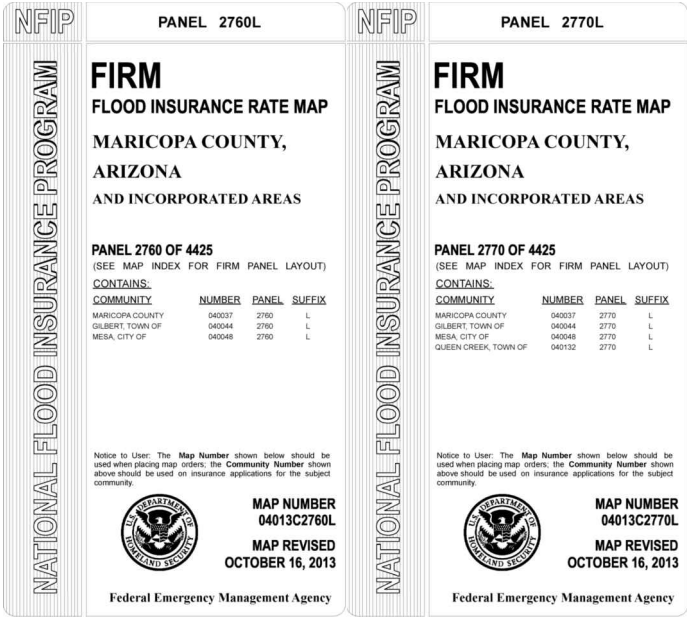 NFIP
PANEL 2760L
NATIONAL FLOOD INSURANCE PROGRAM
FIRM
FLOOD INSURANCE RATE MAP
MARICOPA COUNTY,
ARIZONA
AND INCORPORATED AREAS
PANEL 2760 OF 4425
(SEE MAP INDEX FOR FIRM PANEL LAYOUT)
CONTAINS:
COMMUNITY NUMBER PANEL SUFFIX
MARICOPA COUNTY 040037 2760 L
GILBERT, TOWN OF 040044 2760 L
MESA, CITY OF 040048 2760 L
Notice to User: The Map Number shown below should be
used when placing map orders; the Community Number shown
above should be used on insurance applications for the subject
community.
U.S. DEPARTMENT OF HOMELAND SECURITY
MAP NUMBER
04013C2760L
MAP REVISED
OCTOBER 16, 2013
Federal Emergency Management Agency
NFIP
PANEL 2770L
NATIONAL FLOOD INSURANCE PROGRAM
FIRM
FLOOD INSURANCE RATE MAP
MARICOPA COUNTY,
ARIZONA
AND INCORPORATED AREAS
PANEL 2770 OF 4425
(SEE MAP INDEX FOR FIRM PANEL LAYOUT)
CONTAINS:
COMMUNITY NUMBER PANEL SUFFIX
MARICOPA COUNTY 040037 2770 L
GILBERT, TOWN OF 040044 2770 L
MESA, CITY OF 040048 2770 L
QUEEN CREEK, TOWN OF 040132 2770 L
Notice to User: The Map Number shown below should be
used when placing map orders; the Community Number shown
above should be used on insurance applications for the subject
community.
U.S. DEPARTMENT OF HOMELAND SECURITY
MAP NUMBER
04013C2770L
MAP REVISED
OCTOBER 16, 2013
Federal Emergency Management Agency